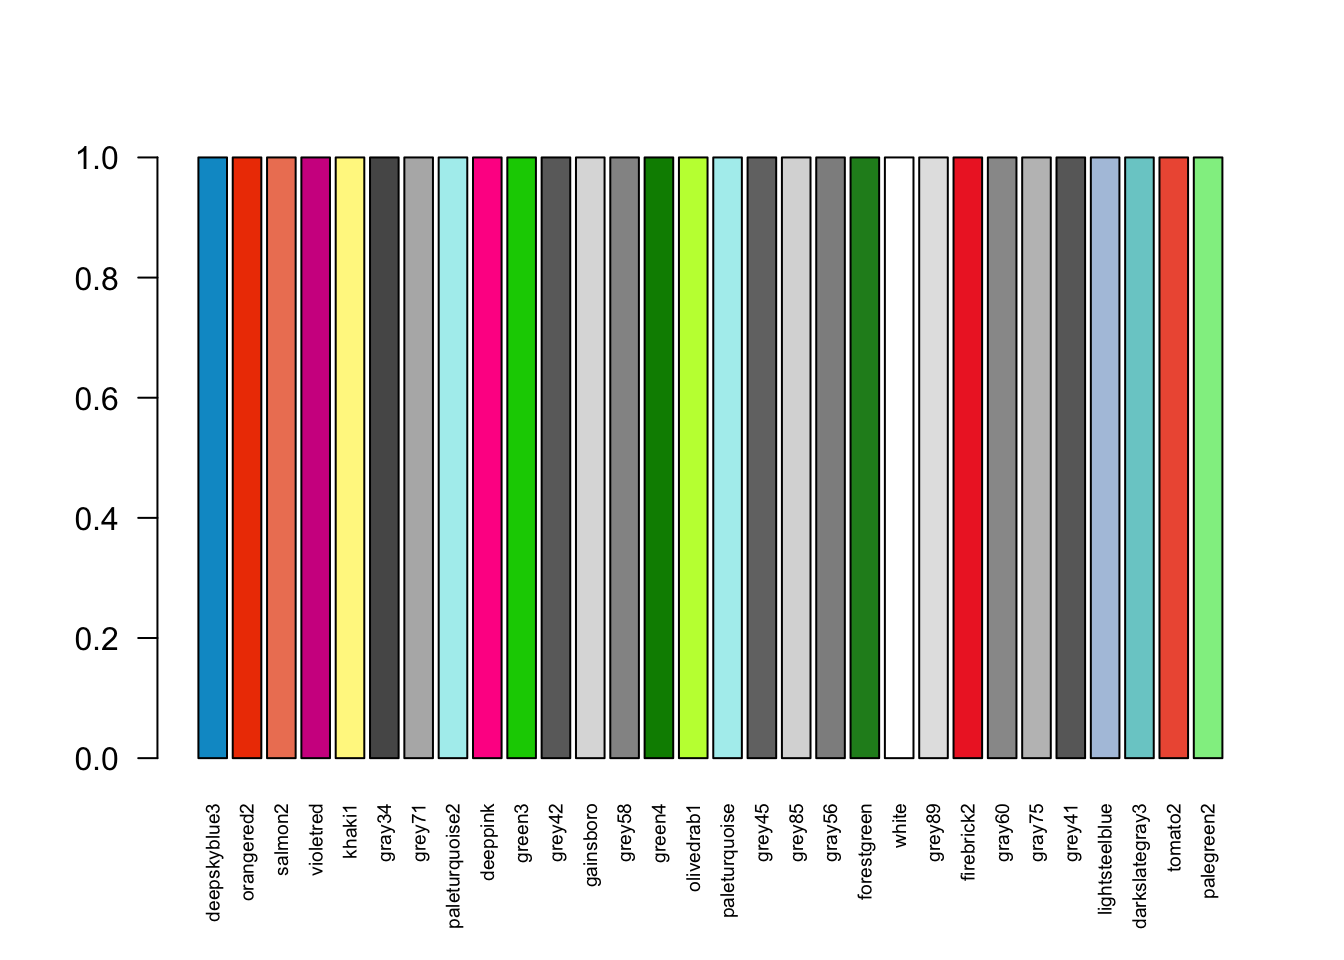 1.0
0.8
0.6
0.4
0.2
0.0
deepskyblue3
orangered2
salmon2
violetred
khaki1
gray34
grey71
paleturquoise2
deeppink
green3
grey42
gainsboro
grey58
green4
olivedrab1
paleturquoise
grey45
grey85
gray56
forestgreen
white
grey89
firebrick2
gray60
gray75
grey41
lightsteelblue
darkslategray3
tomato2
palegreen2